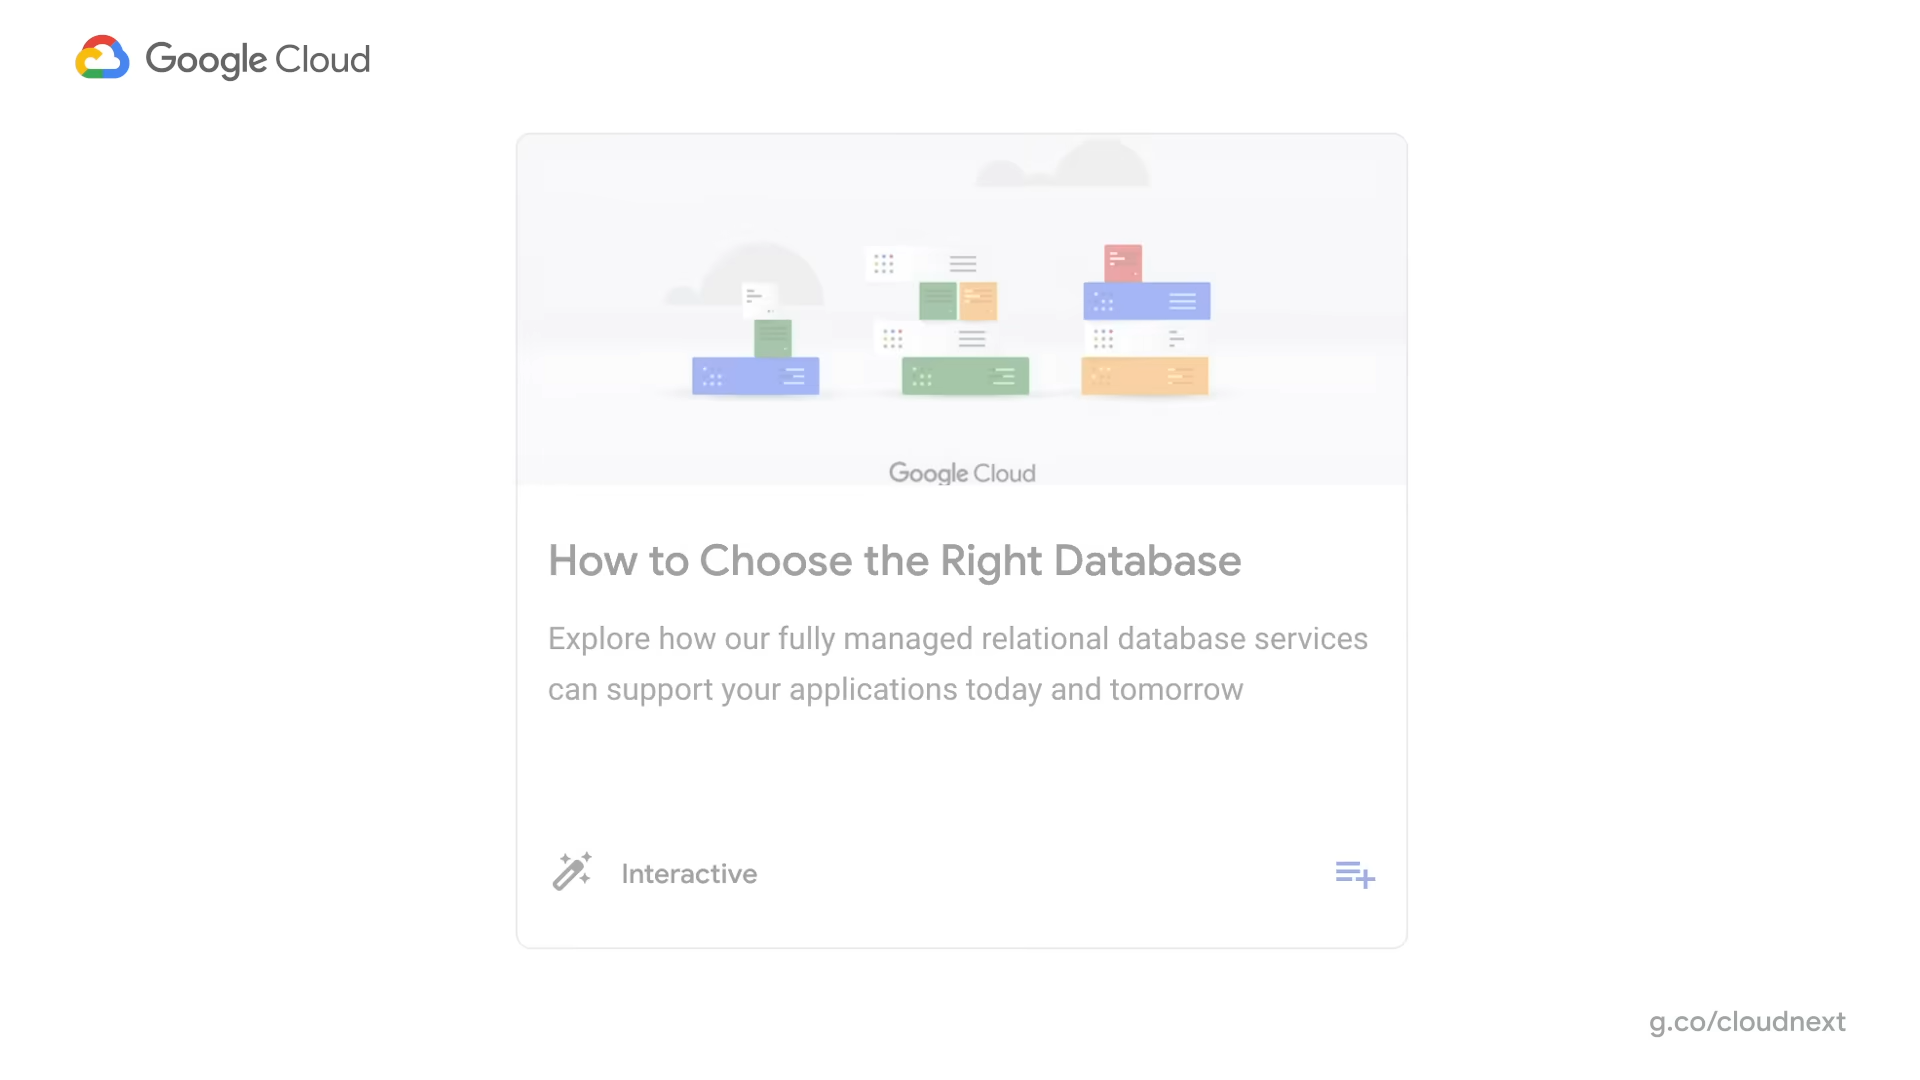 Google Cloud
Google Cloud
How to Choose the Right Database
Explore how our fully managed relational database services
can support your applications today and tomorrow
Interactive
g.co/cloudnext